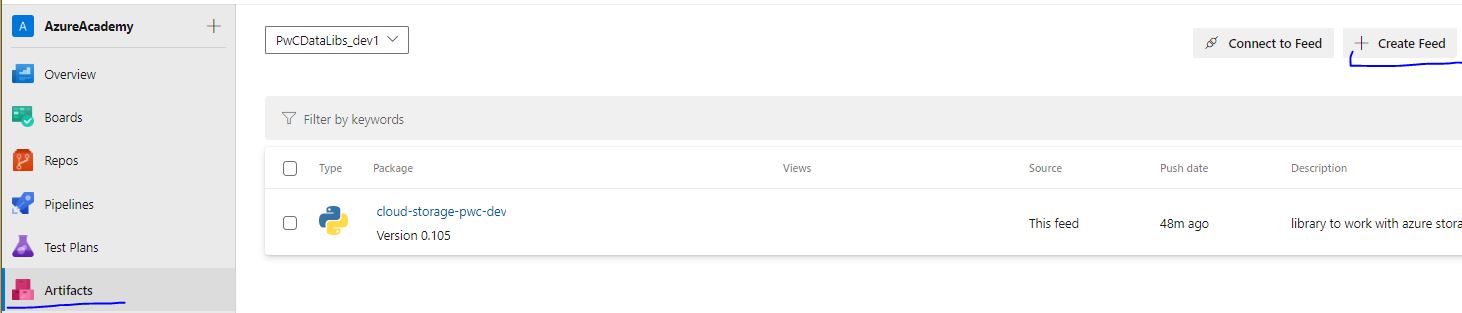 A AzureAcademy
Overview
Boards
Repos
Pipelines
Test Plans
Artifacts
PwCDataLibs_dev1
Connect to Feed
Create Feed
Filter by keywords
Type Package Views Source Push date Description
cloud-storage-pwc-dev
Version 0.105
This feed 48m ago library to work with azure stora